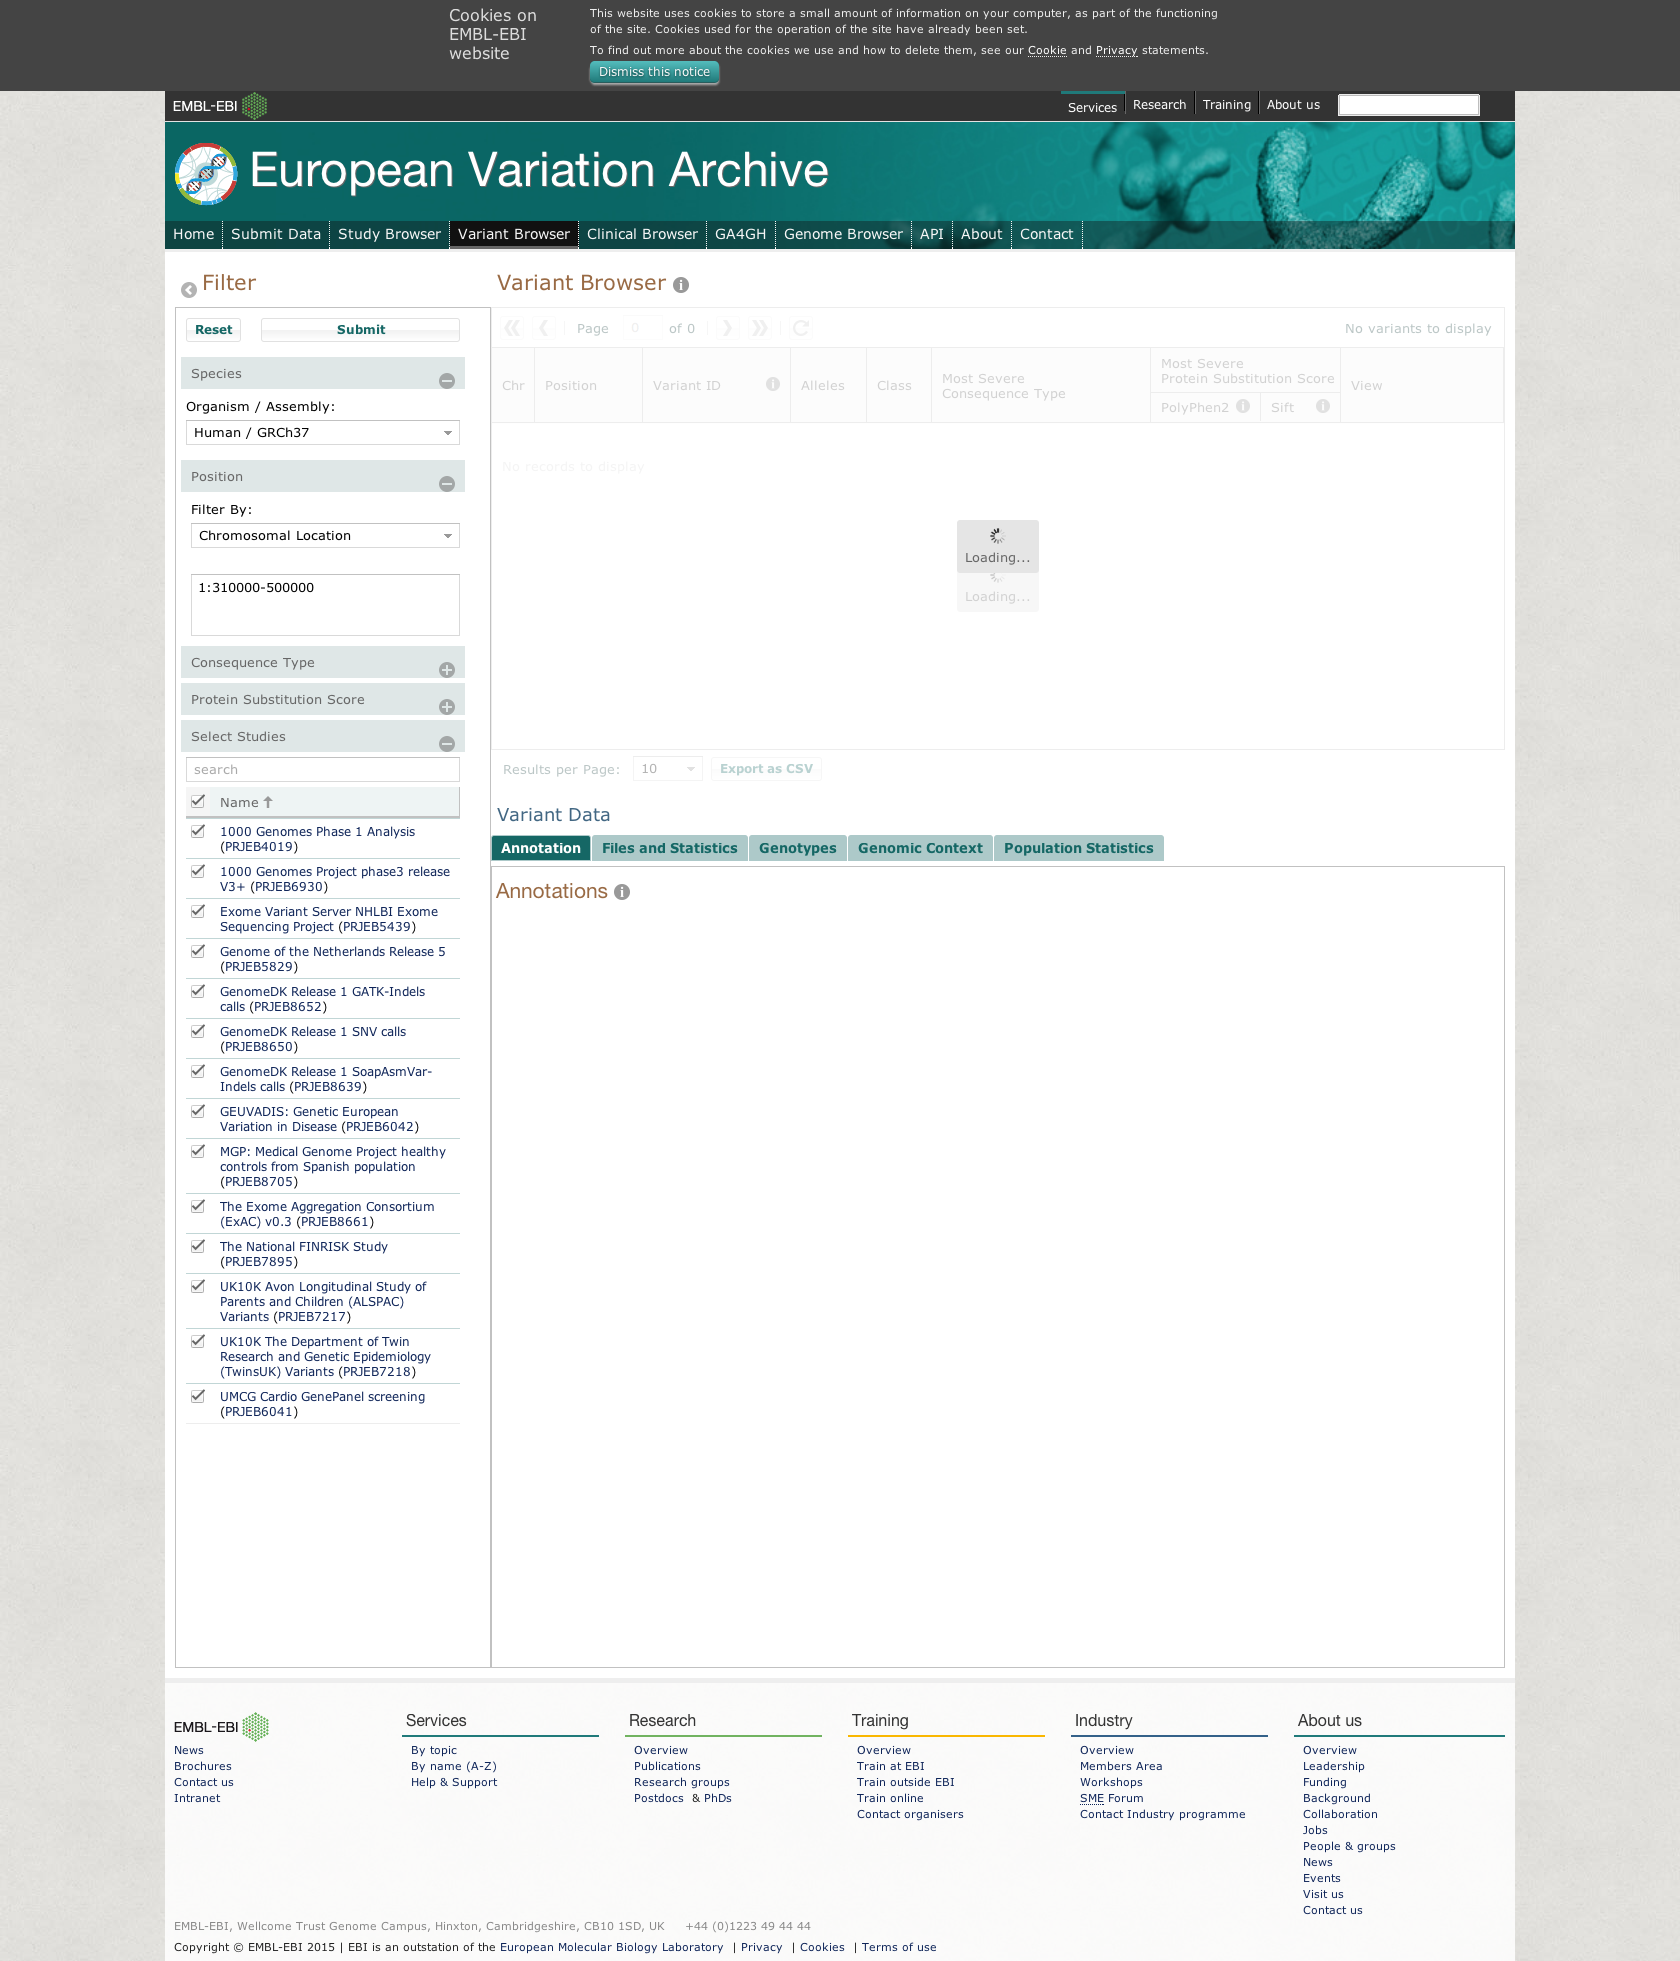 Cookies on
EMBL-EBI
website
This website uses cookies to store a small amount of information on your computer, as part of the functioning
of the site. Cookies used for the operation of the site have already been set.
To find out more about the cookies we use and how to delete them, see our Cookie and Privacy statements.
Dismiss this notice
EMBL-EBI
Services
Research
Training
About us
European Variation Archive
Home
Submit Data
Study Browser
Variant Browser
Clinical Browser
GA4GH
Genome Browser
API
About
Contact
Filter
Reset
Submit
Species
Organism / Assembly:
Human / GRCh37
Position
Filter By:
Chromosomal Location
1:310000-500000
Consequence Type
Protein Substitution Score
Select Studies
search
Name
1000 Genomes Phase 1 Analysis
(PRJEB4019)
1000 Genomes Project phase3 release
V3+ (PRJEB6930)
Exome Variant Server NHLBI Exome
Sequencing Project (PRJEB5439)
Genome of the Netherlands Release 5
(PRJEB5829)
GenomeDK Release 1 GATK-Indels
calls (PRJEB8652)
GenomeDK Release 1 SNV calls
(PRJEB8650)
GenomeDK Release 1 SoapAsmVar-
Indels calls (PRJEB8639)
GEUVADIS: Genetic European
Variation in Disease (PRJEB6042)
MGP: Medical Genome Project healthy
controls from Spanish population
(PRJEB8705)
The Exome Aggregation Consortium
(ExAC) v0.3 (PRJEB8661)
The National FINRISK Study
(PRJEB7895)
UK10K Avon Longitudinal Study of
Parents and Children (ALSPAC)
Variants (PRJEB7217)
UK10K The Department of Twin
Research and Genetic Epidemiology
(TwinsUK) Variants (PRJEB7218)
UMCG Cardio GenePanel screening
(PRJEB6041)
Variant Browser
Page 0 of 0
No variants to display
Chr
Position
Variant ID
Alleles
Class
Most Severe
Consequence Type
Most Severe
Protein Substitution Score
PolyPhen2
Sift
View
No records to display
Loading...
Loading...
Results per Page: 10
Export as CSV
Variant Data
Annotation
Files and Statistics
Genotypes
Genomic Context
Population Statistics
Annotations
EMBL-EBI
News
Brochures
Contact us
Intranet
Services
By topic
By name (A-Z)
Help & Support
Research
Overview
Publications
Research groups
Postdocs & PhDs
Training
Overview
Train at EBI
Train outside EBI
Train online
Contact organisers
Industry
Overview
Members Area
Workshops
SME Forum
Contact Industry programme
About us
Overview
Leadership
Funding
Background
Collaboration
Jobs
People & groups
News
Events
Visit us
Contact us
EMBL-EBI, Wellcome Trust Genome Campus, Hinxton, Cambridgeshire, CB10 1SD, UK +44 (0)1223 49 44 44
Copyright © EMBL-EBI 2015 | EBI is an outstation of the European Molecular Biology Laboratory | Privacy | Cookies | Terms of use